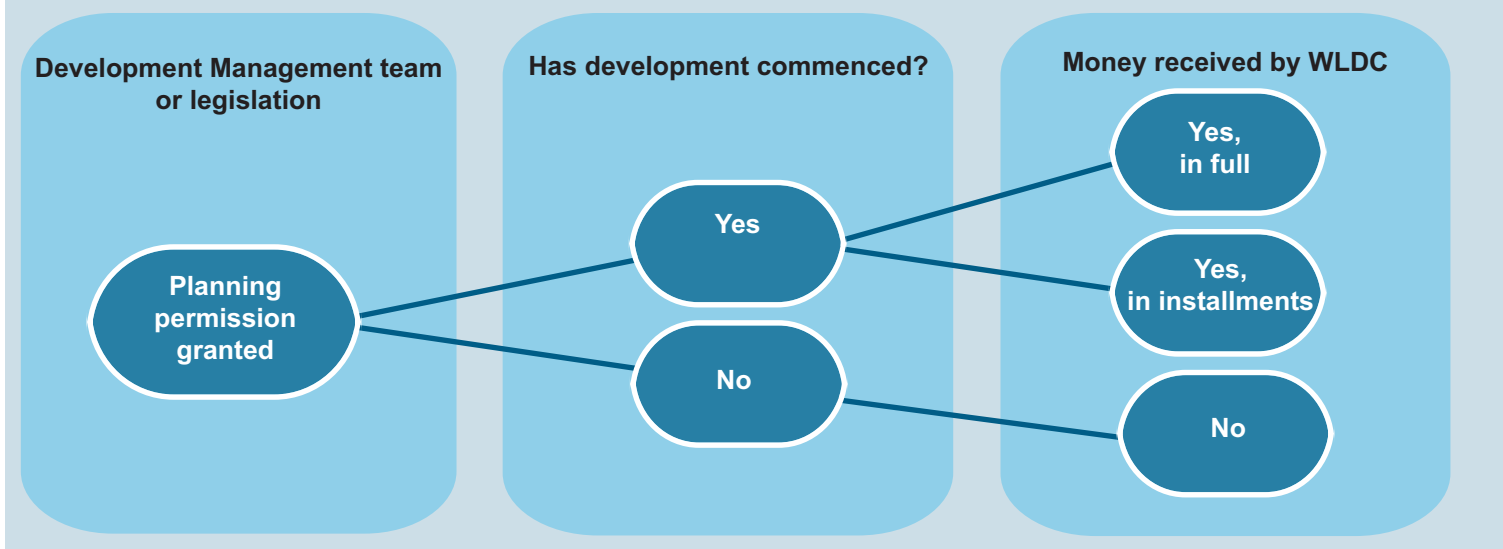 Development Management team
or legislation
Planning
permission
granted
Has development commenced?
Yes
No
Money received by WLDC
Yes,
in full
Yes,
in installments
No